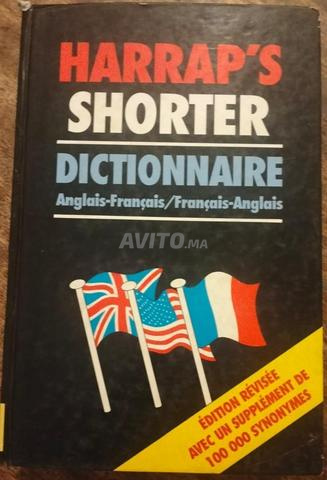 HARRAP'S
SHORTER
DICTIONNAIRE
Anglais-Français/Français-Anglais
AVITO.MA
ÉDITION RÉVISÉE
AVEC UN SUPPLÉMENT DE
100 000 SYNONYMES